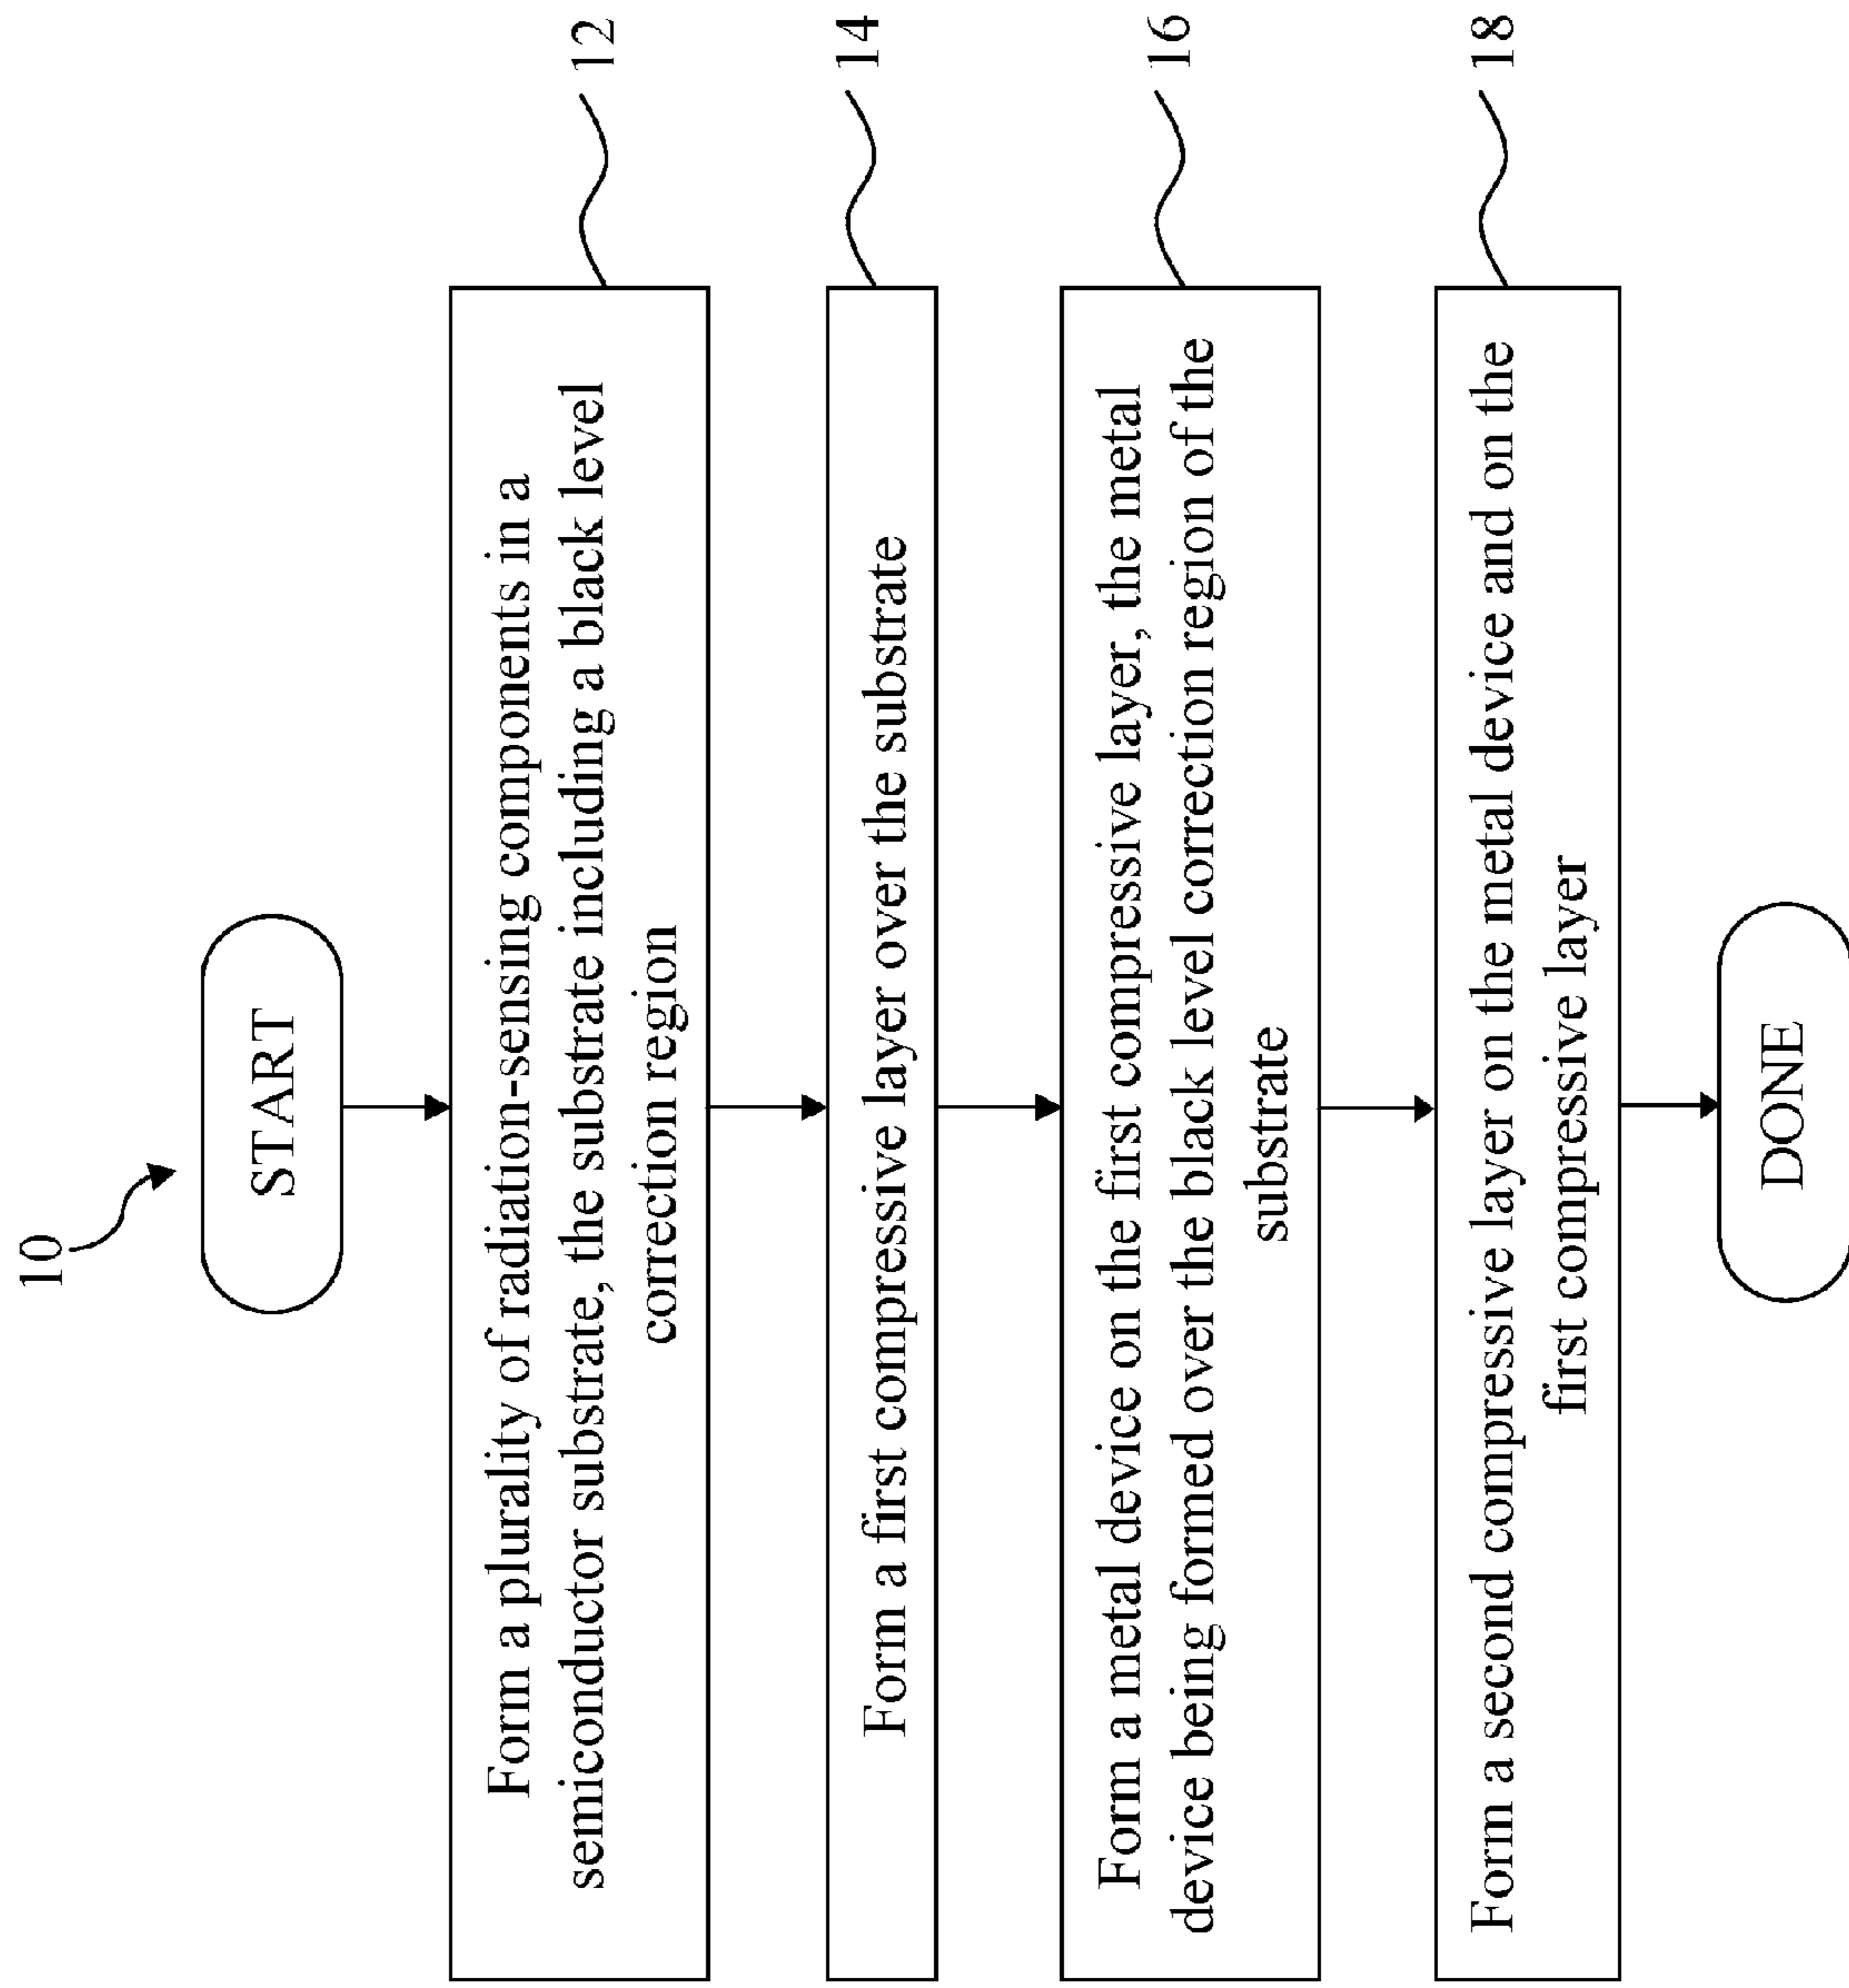 10
START
Form a plurality of radiation-sensing components in a
semiconductor substrate, the substrate including a black level
correction region
12
Form a first compressive layer over the substrate
14
Form a metal device on the first compressive layer, the metal
device being formed over the black level correction region of the
substrate
16
Form a second compressive layer on the metal device and on the
first compressive layer
18
DONE